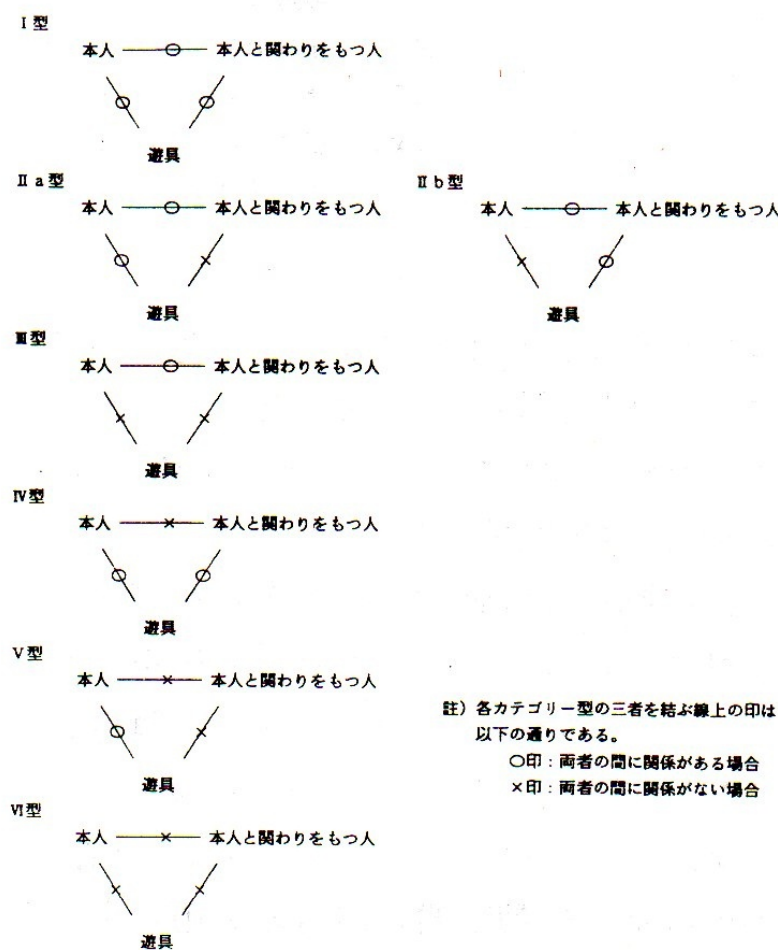 Ⅰ型
本人 本人と関わりをもつ人
遊具
Ⅱa型
本人 本人と関わりをもつ人
遊具
Ⅱb型
本人 本人と関わりをもつ人
遊具
Ⅲ型
本人 本人と関わりをもつ人
遊具
Ⅳ型
本人 本人と関わりをもつ人
遊具
Ⅴ型
本人 本人と関わりをもつ人
遊具
Ⅵ型
本人 本人と関わりをもつ人
遊具
註）各カテゴリー型の三者を結ぶ線上の印は
以下の通りである。
○印：両者の間に関係がある場合
×印：両者の間に関係がない場合